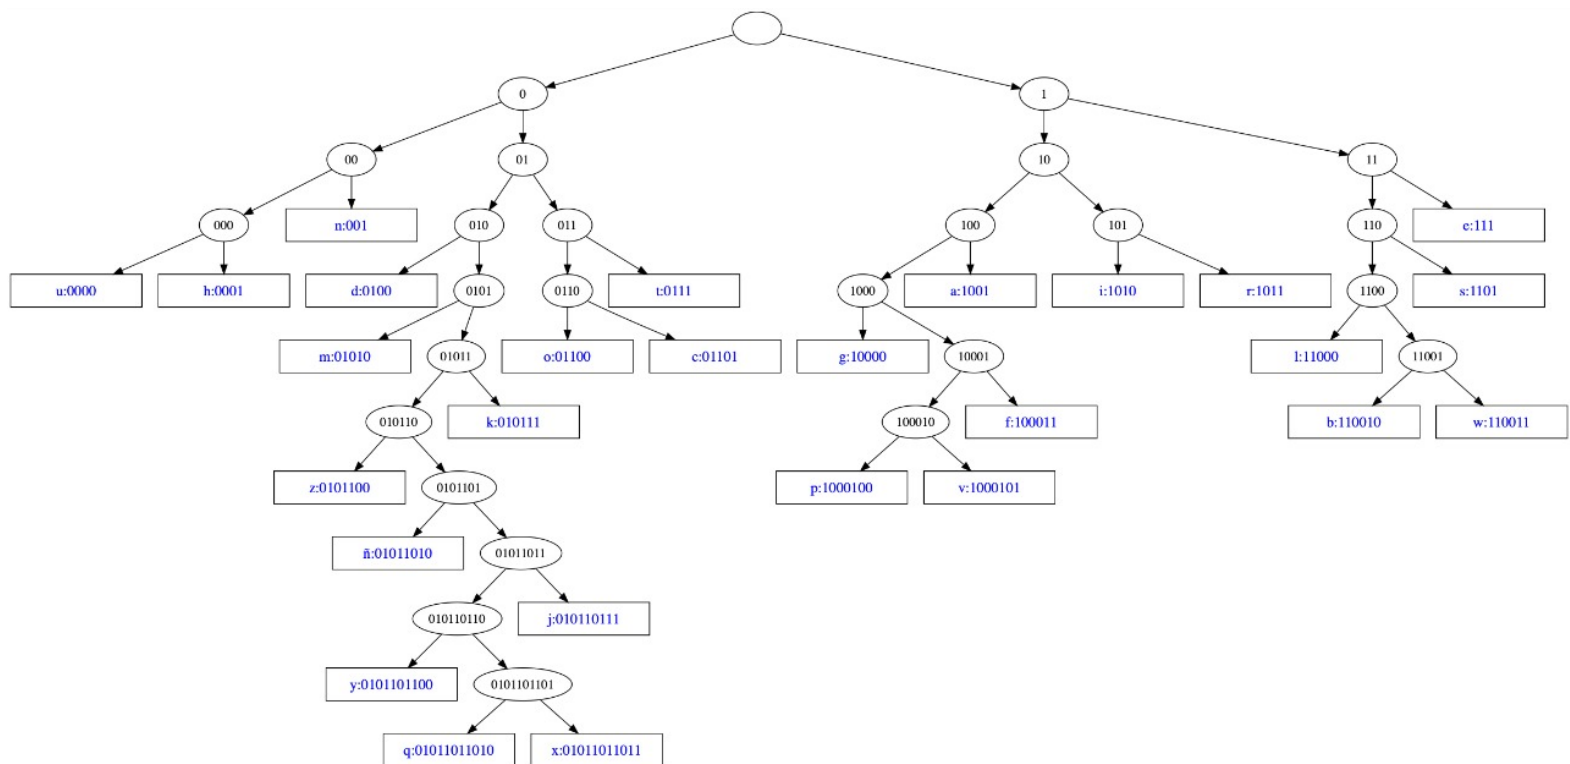 0 1
00 01 10 11
000 n:001 010 011 100 101 110 e:111
u:0000 h:0001 d:0100 0101 0110 t:0111 1000 a:1001 i:1010 r:1011 1100 s:1101
m:01010 01011 o:01100 c:01101 g:10000 10001 l:11000 11001
010110 k:010111 100010 f:100011 b:110010 w:110011
z:0101100 0101101 p:1000100 v:1000101
ñ:01011010 01011011
010110110 j:010110111
y:0101101100 0101101101
q:01011011010 x:01011011011